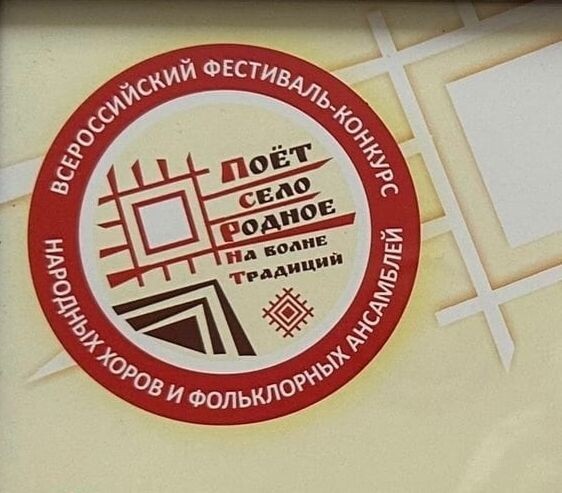 ВСЕРОССИЙСКИЙ ФЕСТИВАЛЬ-КОНКУРС
ПОЁТ
СЕЛО
РОДНОЕ
НА ВОЛНЕ
ТРАДИЦИЙ
НАРОДНЫХ ХОРОВ И ФОЛЬКЛОРНЫХ АНСАМБЛЕЙ